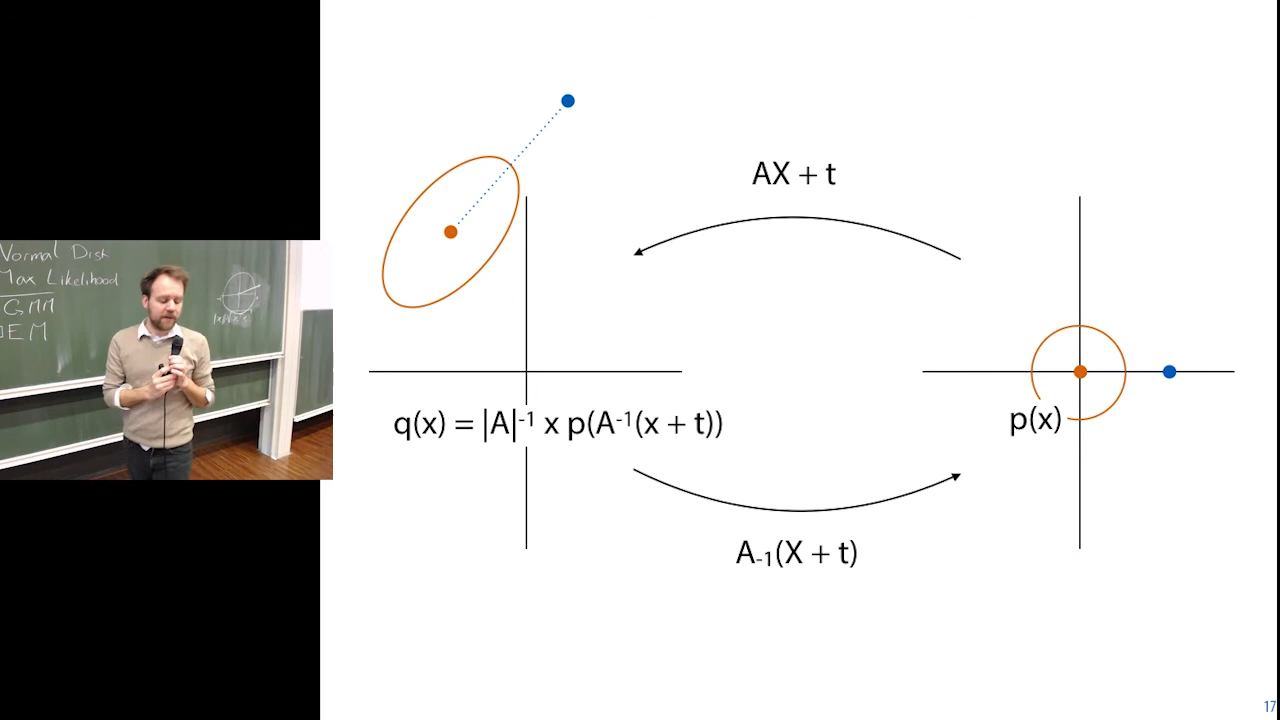 Normal Dist
Max Likelihood
GMM
EM
AX + t
q(x) = |A|⁻¹ x p(A⁻¹(x + t))
p(x)
A₋₁(X + t)
17